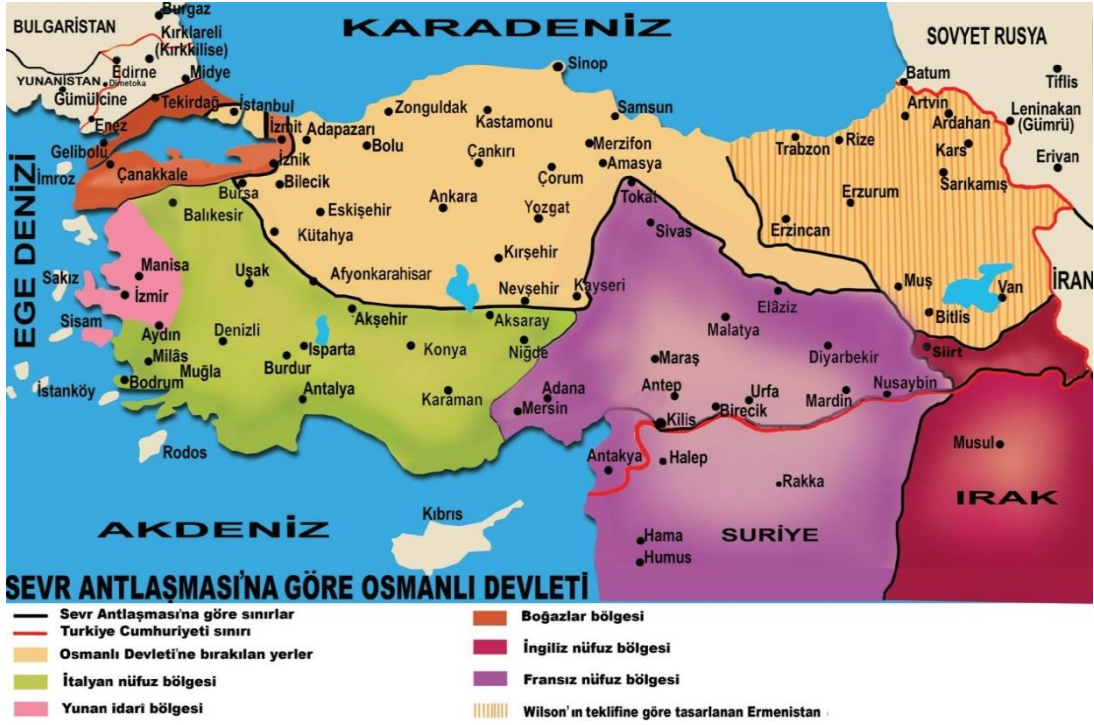 BULGARİSTAN
Burgaz
Kırklareli
(Kırkkilise)
Edirne
Dimetoka
YUNANİSTAN
Gümülcine
Midye
Enez
Tekirdağ
İstanbul
Gelibolu
İmroz
Çanakkale
EGE DENİZİ
KARADENİZ
SOVYET RUSYA
Sinop
Batum
Tiflis
Zonguldak
Kastamonu
Samsun
Artvin
Ardahan
Leninakan
(Gümrü)
İzmit
Adapazarı
Bolu
Merzifon
Trabzon
Rize
Kars
Erivan
İznik
Çankırı
Amasya
Çorum
Sarıkamış
Bilecik
Bursa
Tokat
Erzurum
Balıkesir
Eskişehir
Ankara
Yozgat
Sivas
Erzincan
Kütahya
Kırşehir
Sakız
Manisa
Uşak
Afyonkarahisar
Nevşehir
Kayseri
Elâziz
Muş
Van
İRAN
İzmir
Bitlis
Sisam
Aydın
Denizli
Akşehir
Aksaray
Malatya
Isparta
Konya
Niğde
Maraş
Diyarbekir
Siirt
Milâs
Muğla
Burdur
Bodrum
İstanköy
Antalya
Karaman
Adana
Mersin
Antep
Urfa
Birecik
Mardin
Nusaybin
Kilis
Rodos
Antakya
Halep
Musul
Rakka
AKDENİZ
Kıbrıs
SURİYE
IRAK
Hama
Humus
SEVR ANTLAŞMASI'NA GÖRE OSMANLI DEVLETİ
Sevr Antlaşması'na göre sınırlar
Turkiye Cumhuriyeti sınırı
Osmanlı Devleti'ne bırakılan yerler
İtalyan nüfuz bölgesi
Yunan idarî bölgesi
Boğazlar bölgesi
İngiliz nüfuz bölgesi
Fransız nüfuz bölgesi
Wilson'ın teklifine göre tasarlanan Ermenistan